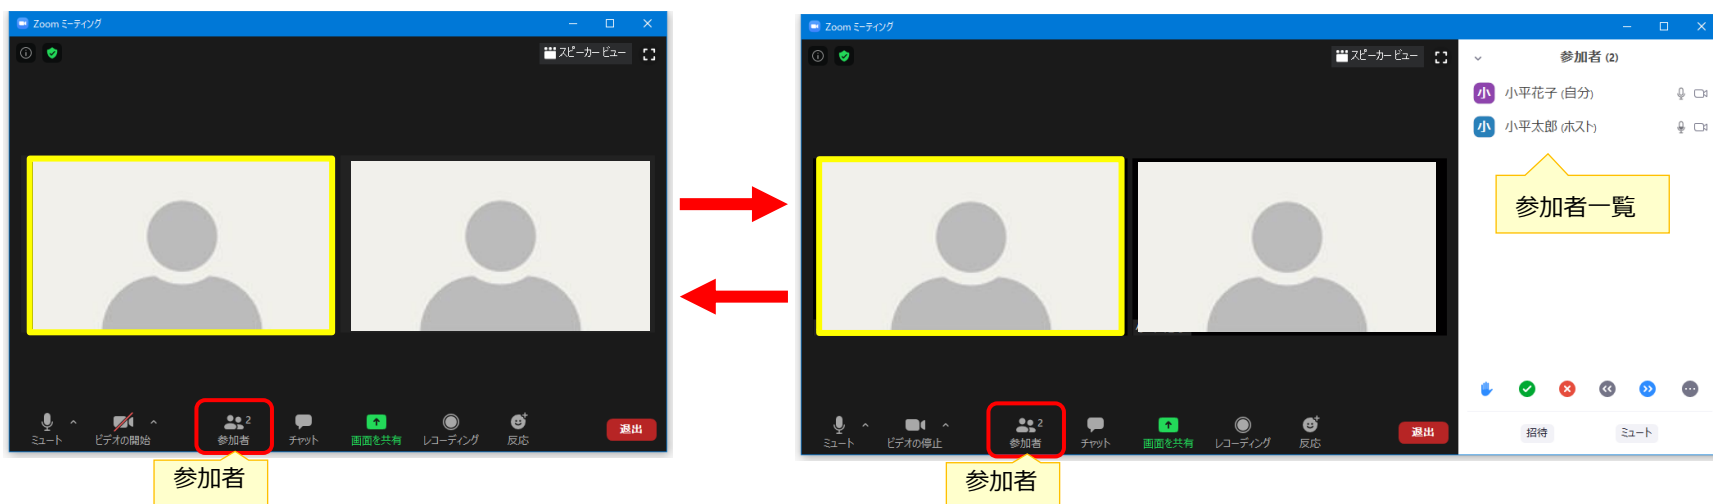 Zoom ミーティング
スピーカー ビュー
ミュート
ビデオの開始
2
参加者
チャット
画面を共有
レコーディング
反応
退出
参加者
Zoom ミーティング
スピーカー ビュー
ミュート
ビデオの停止
2
参加者
チャット
画面を共有
レコーディング
反応
退出
参加者
参加者 (2)
小 小平花子 (自分)
小 小平太郎 (ホスト)
参加者一覧
招待 ミュート